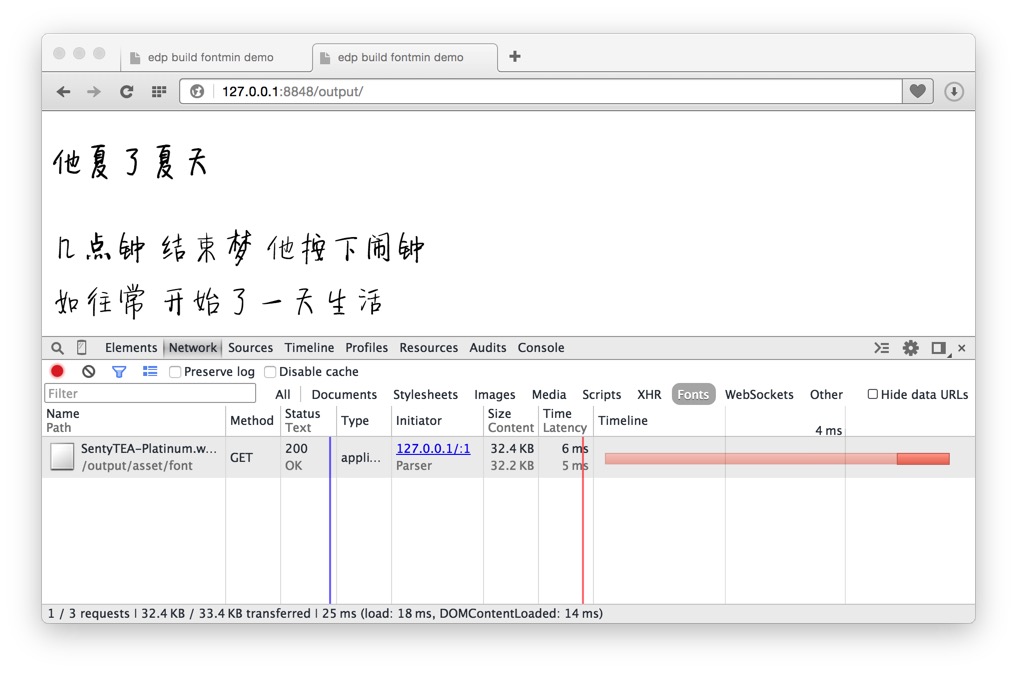 edp build fontmin demo
edp build fontmin demo
127.0.0.1:8848/output/
他夏了夏天
几点钟 结束梦 他按下闹钟
如往常 开始了一天生活
Elements Network Sources Timeline Profiles Resources Audits Console
Preserve log Disable cache
Filter All Documents Stylesheets Images Media Scripts XHR Fonts WebSockets Other Hide data URLs
Name Method Status Type Initiator Size Time Timeline
Path Text Content Latency 4 ms
SentyTEA-Platinum.w... GET 200 appli... 127.0.0.1/:1 32.4 KB 6 ms
/output/asset/font OK Parser 32.2 KB 5 ms
1 / 3 requests | 32.4 KB / 33.4 KB transferred | 25 ms (load: 18 ms, DOMContentLoaded: 14 ms)